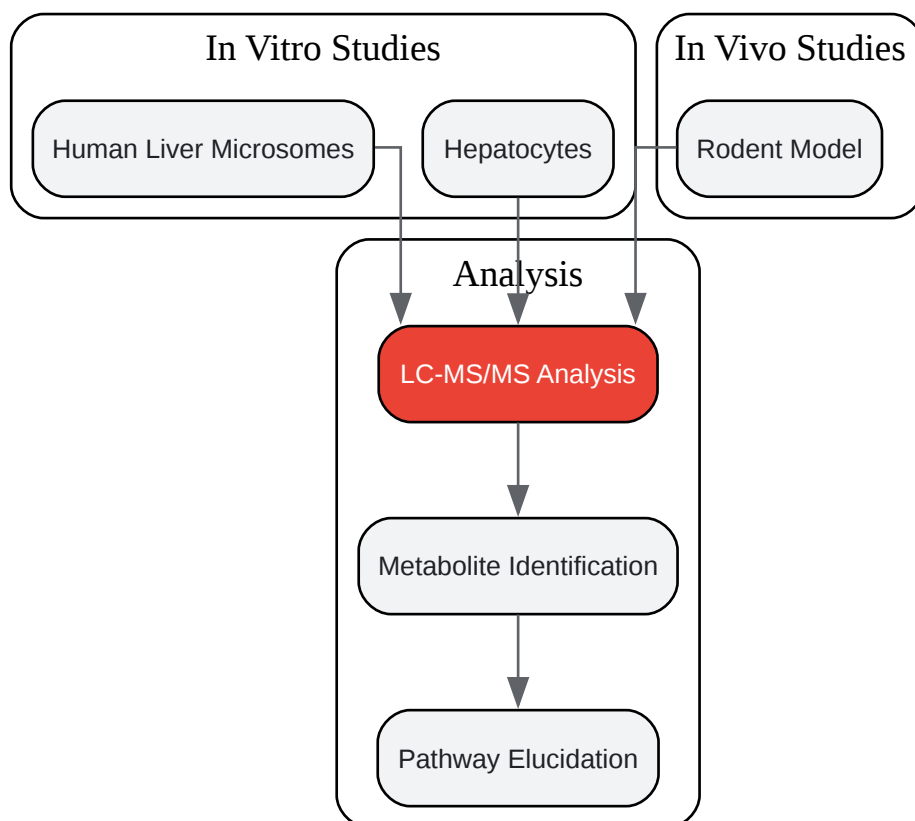 In Vitro Studies
In Vivo Studies
Human Liver Microsomes
Hepatocytes
Rodent Model
Analysis
LC-MS/MS Analysis
Metabolite Identification
Pathway Elucidation